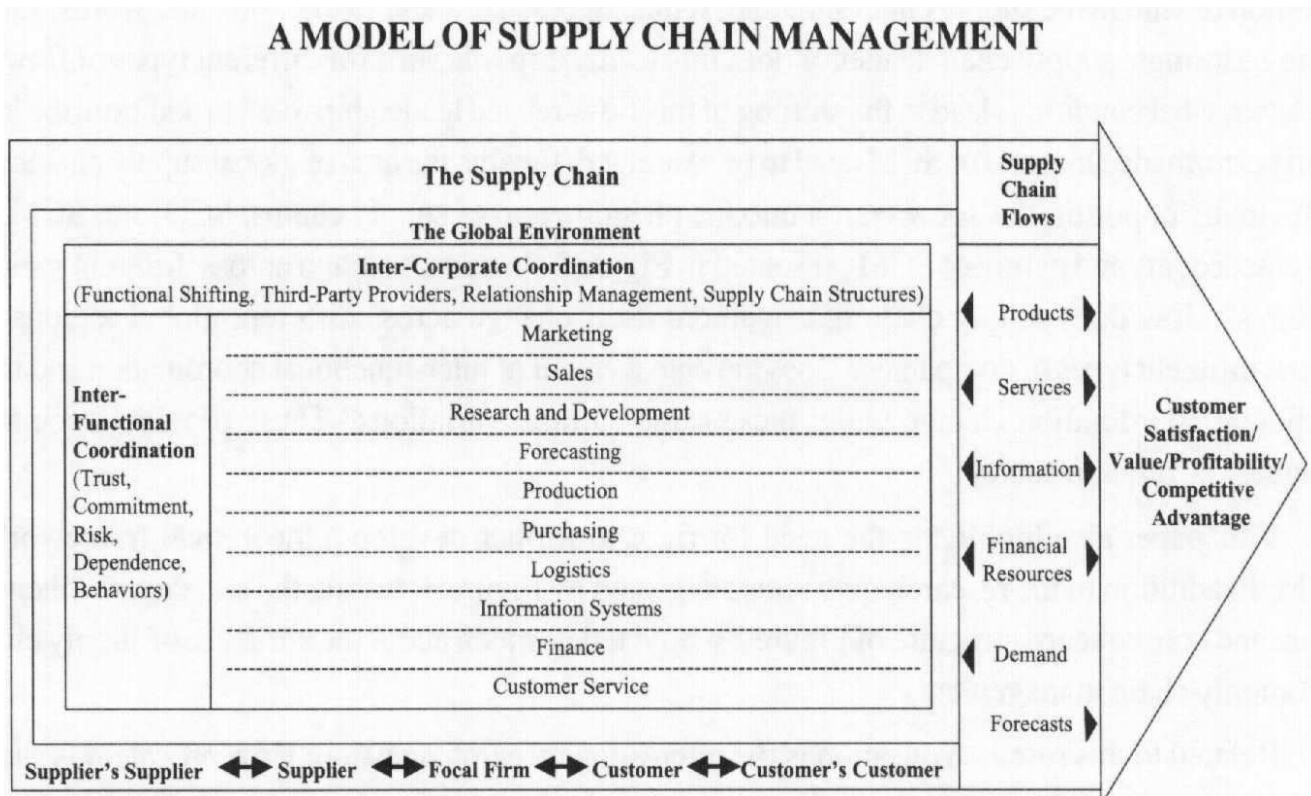 A MODEL OF SUPPLY CHAIN MANAGEMENT
The Supply Chain
Supply
Chain
Flows
The Global Environment
Inter-Corporate Coordination
(Functional Shifting, Third-Party Providers, Relationship Management, Supply Chain Structures)
Inter-
Functional
Coordination
(Trust,
Commitment,
Risk,
Dependence,
Behaviors)
Marketing
Sales
Research and Development
Forecasting
Production
Purchasing
Logistics
Information Systems
Finance
Customer Service
Products
Services
Information
Financial
Resources
Demand
Forecasts
Customer
Satisfaction/
Value/Profitability/
Competitive
Advantage
Supplier's Supplier Supplier Focal Firm Customer Customer's Customer